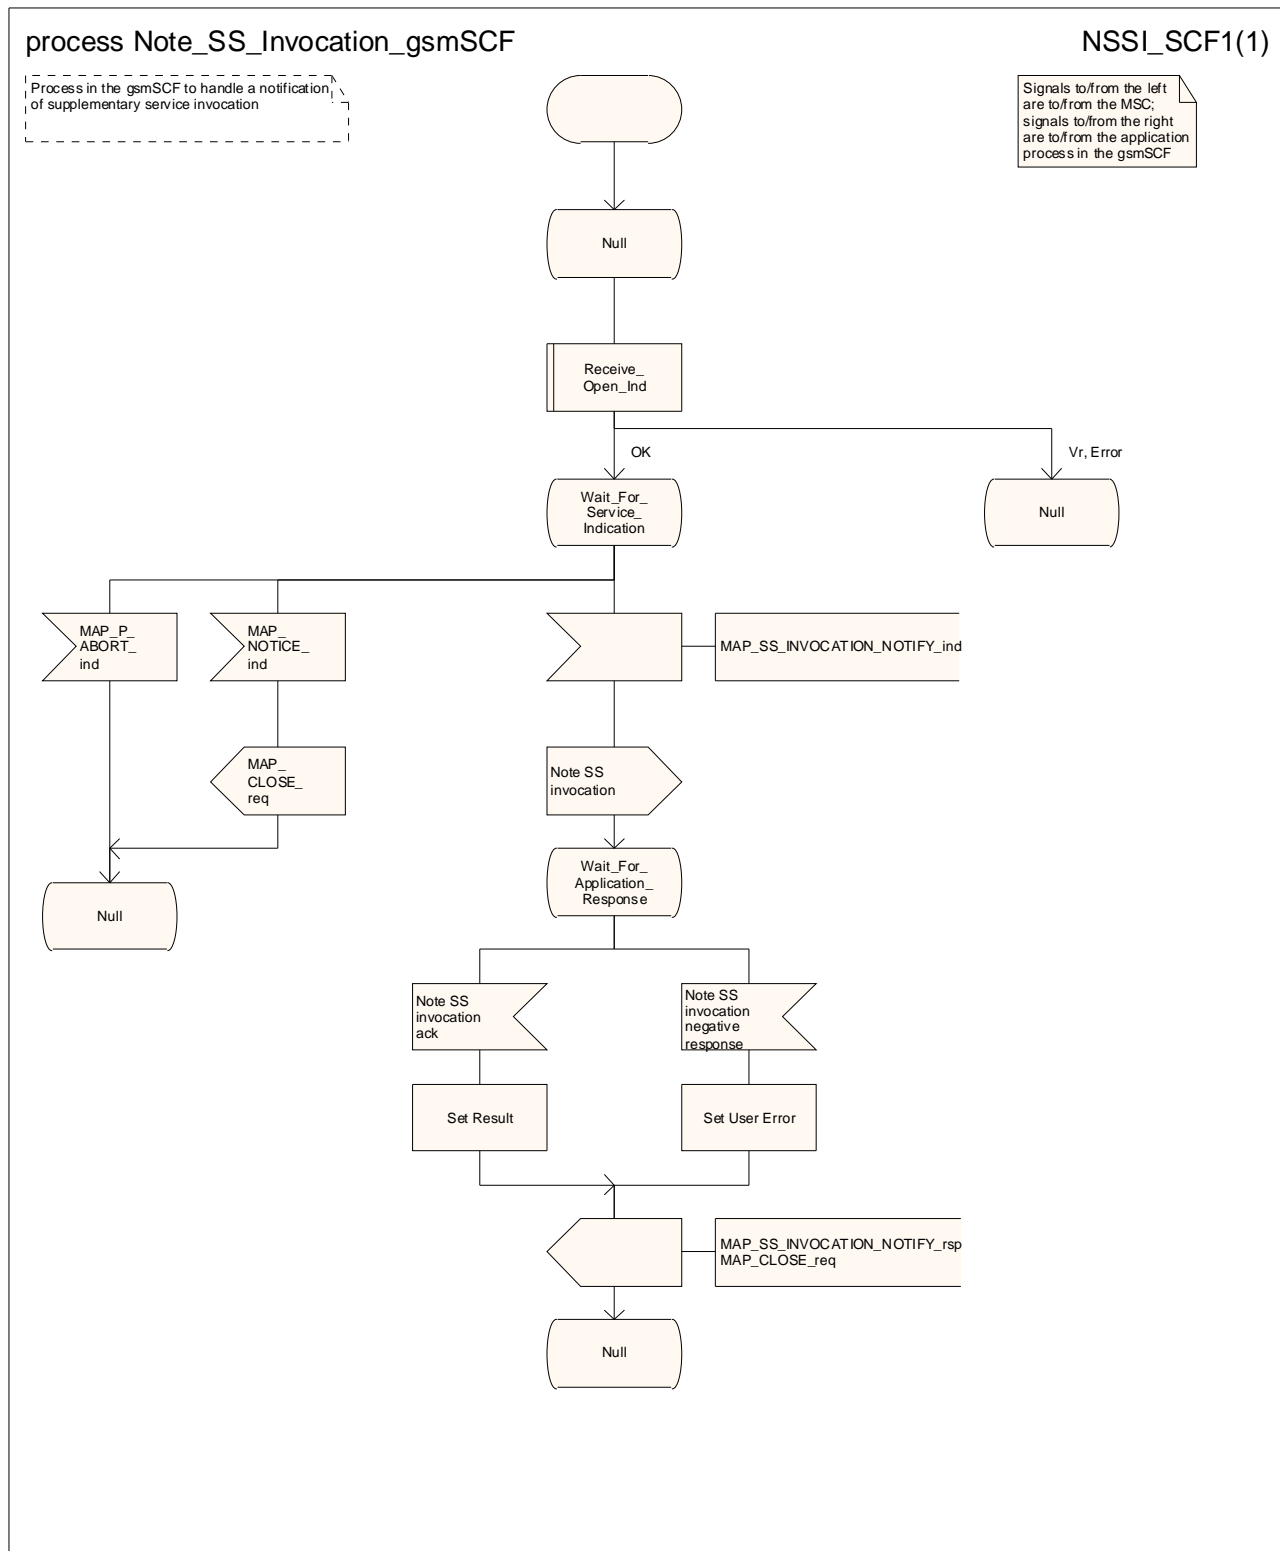 process Note_SS_Invocation_gsmSCF
NSSI_SCF1(1)
Process in the gsmSCF to handle a notification
of supplementary service invocation
Signals to/from the left
are to/from the MSC;
signals to/from the right
are to/from the application
process in the gsmSCF
Null
Receive_
Open_Ind
OK
Vr, Error
Wait_For_
Service_
Indication
Null
MAP_P_
ABORT_
ind
MAP_
NOTICE_
ind
MAP_SS_INVOCATION_NOTIFY_ind
MAP_
CLOSE_
req
Note SS
invocation
Wait_For_
Application_
Response
Null
Note SS
invocation
ack
Note SS
invocation
negative
response
Set Result
Set User Error
MAP_SS_INVOCATION_NOTIFY_rsp
MAP_CLOSE_req
Null